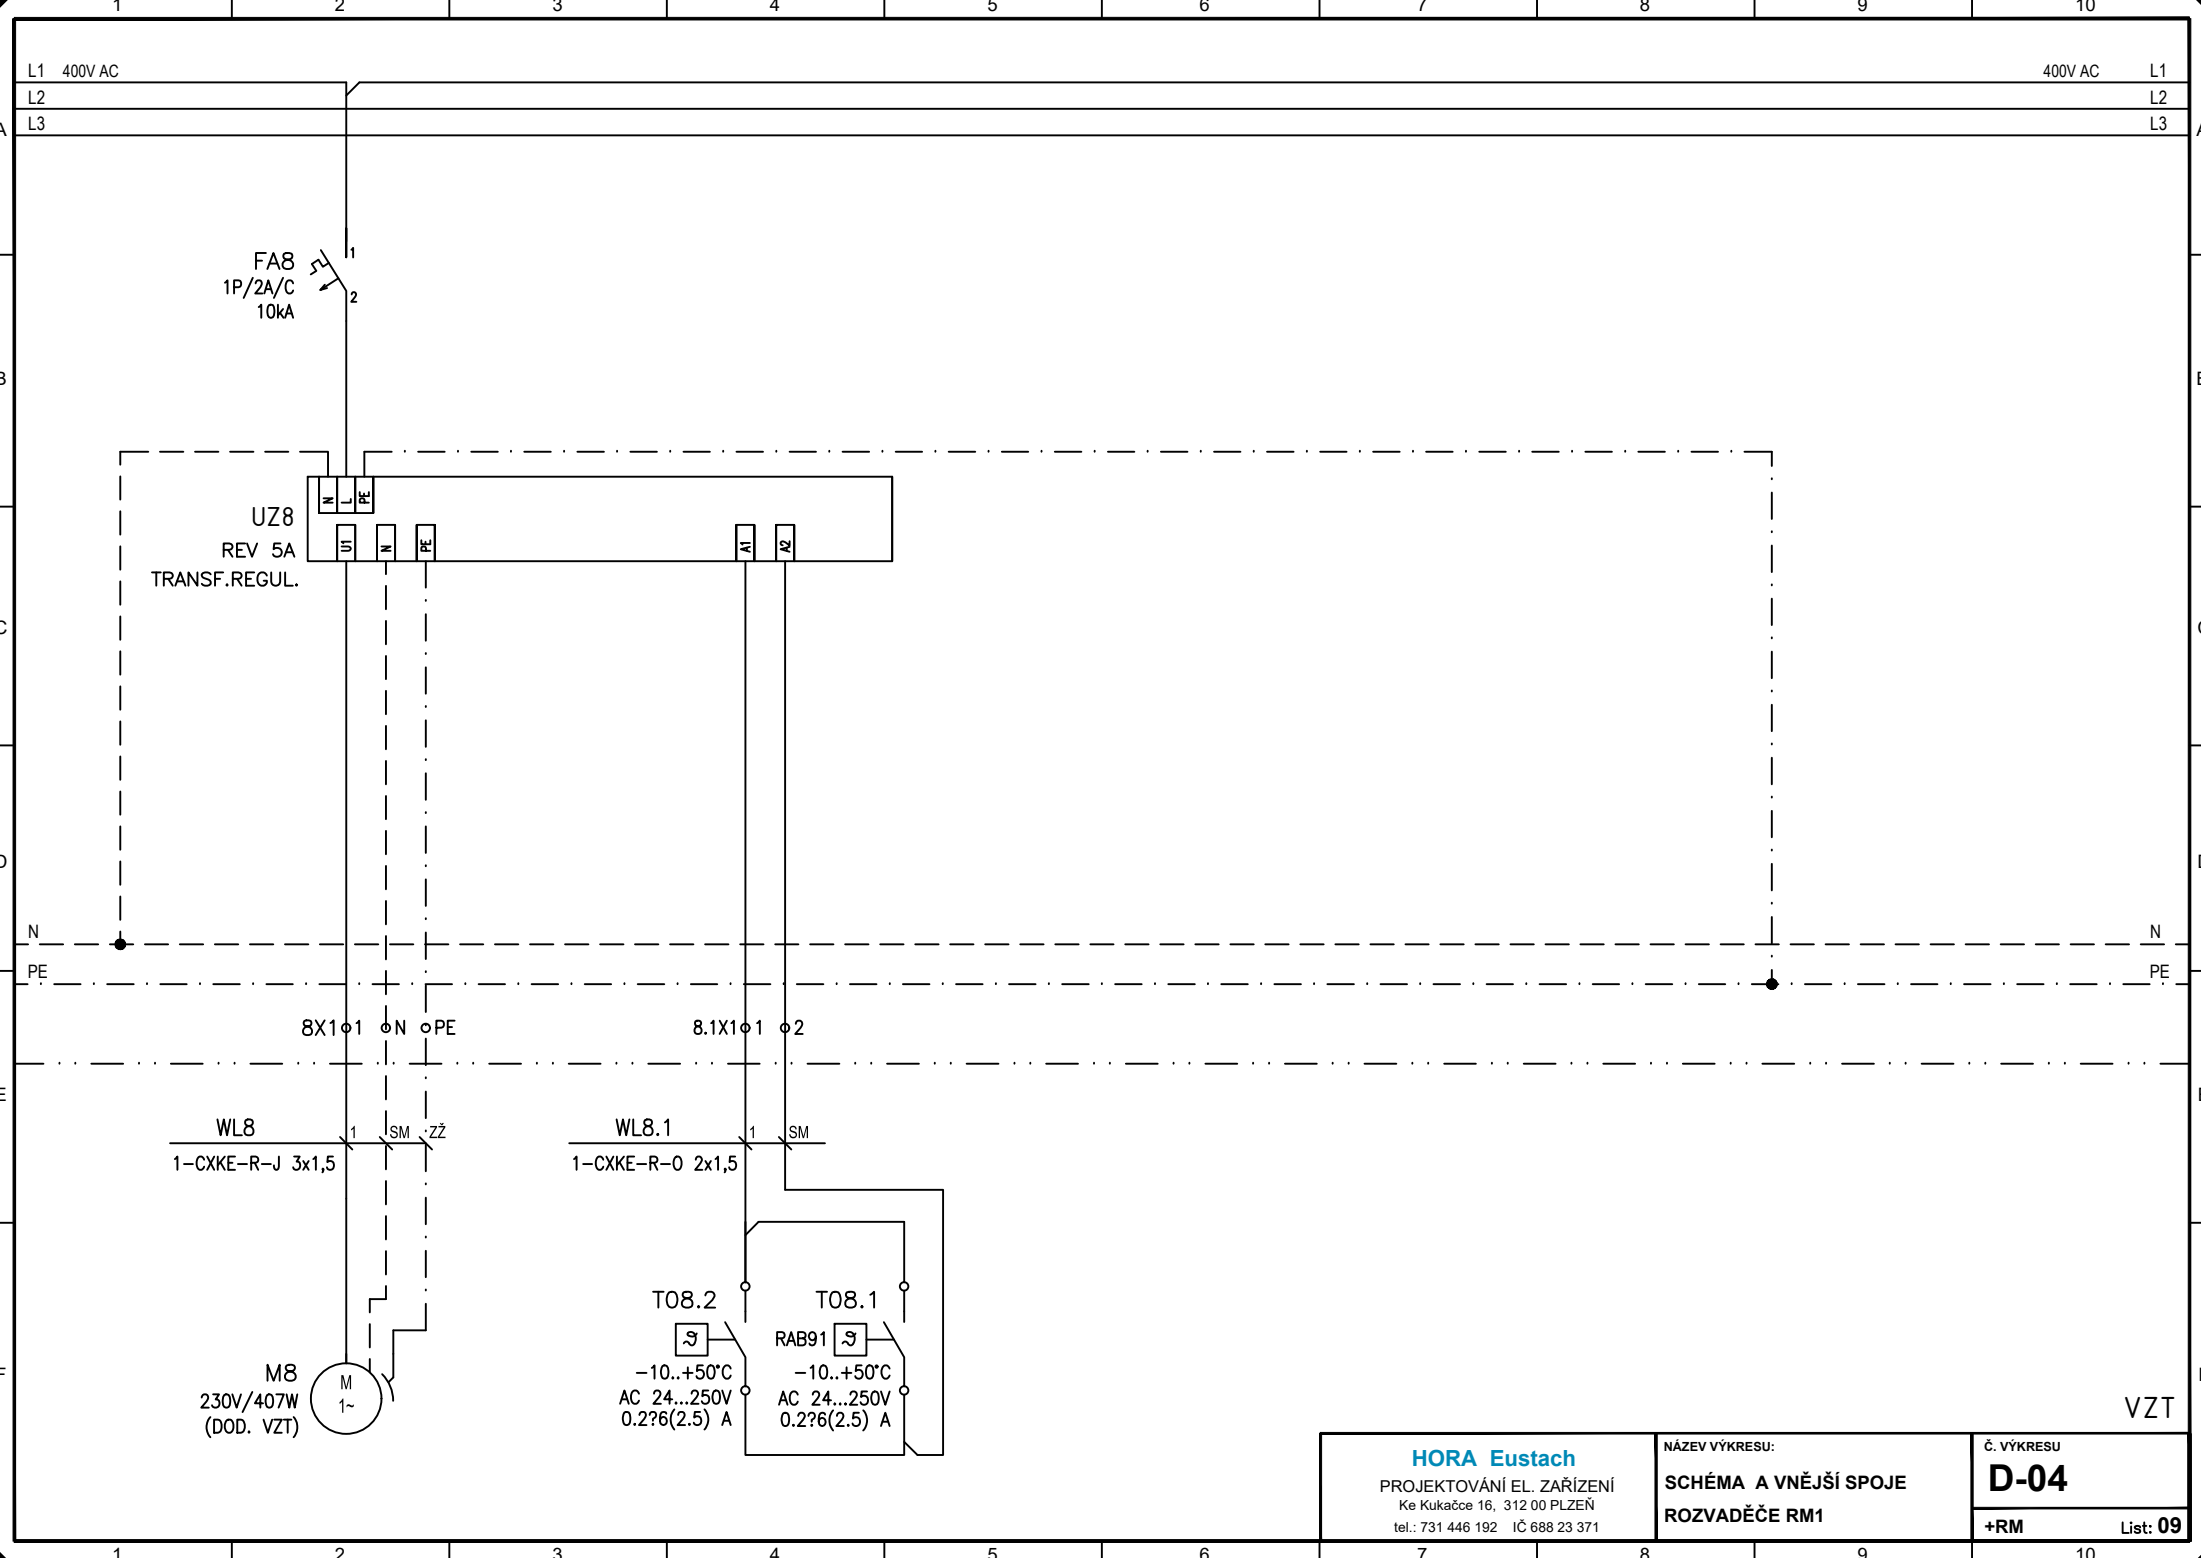 1 2 3 4 5 6 7 8 9 10
L1 400V AC 400V AC L1
L2 L2
L3 L3
A
FA8
1P/2A/C
10kA
1
2
B
N L PE
UZ8
REV 5A
TRANSF.REGUL.
U1 N PE A1 A2
C
D
N N
PE PE
8X1 1 N PE 8.1X1 1 2
E
WL8 1 SM ZŽ WL8.1 1 SM
1-CXKE-R-J 3x1,5 1-CXKE-R-O 2x1,5
TO8.2 TO8.1
RAB91
-10..+50°C -10..+50°C
AC 24...250V AC 24...250V
0.2?6(2.5) A 0.2?6(2.5) A
M8
230V/407W
(DOD. VZT)
M
1~
F
VZT
HORA Eustach
PROJEKTOVÁNÍ EL. ZAŘÍZENÍ
Ke Kukačce 16, 312 00 PLZEŇ
tel.: 731 446 192 IČ 688 23 371
NÁZEV VÝKRESU:
SCHÉMA A VNĚJŠÍ SPOJE
ROZVADĚČE RM1
Č. VÝKRESU
D-04
+RM List: 09
1 2 3 4 5 6 7 8 9 10